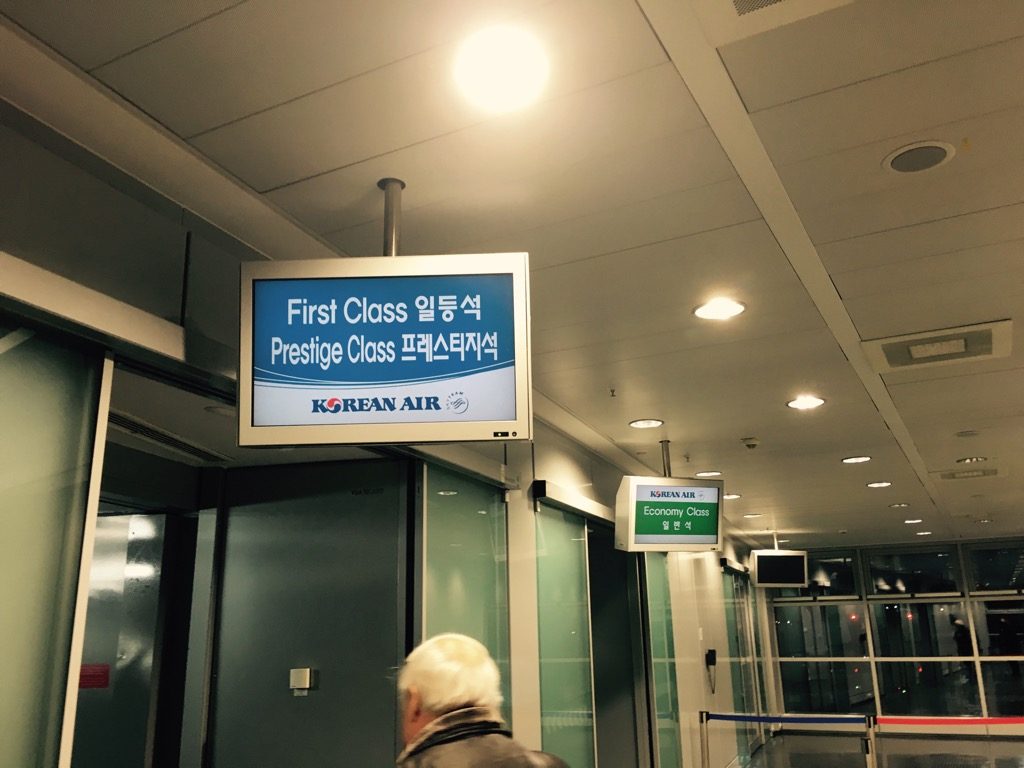 First Class 일등석
Prestige Class 프레스티지석
KOREAN AIR
KOREAN AIR
Economy Class
일 반 석